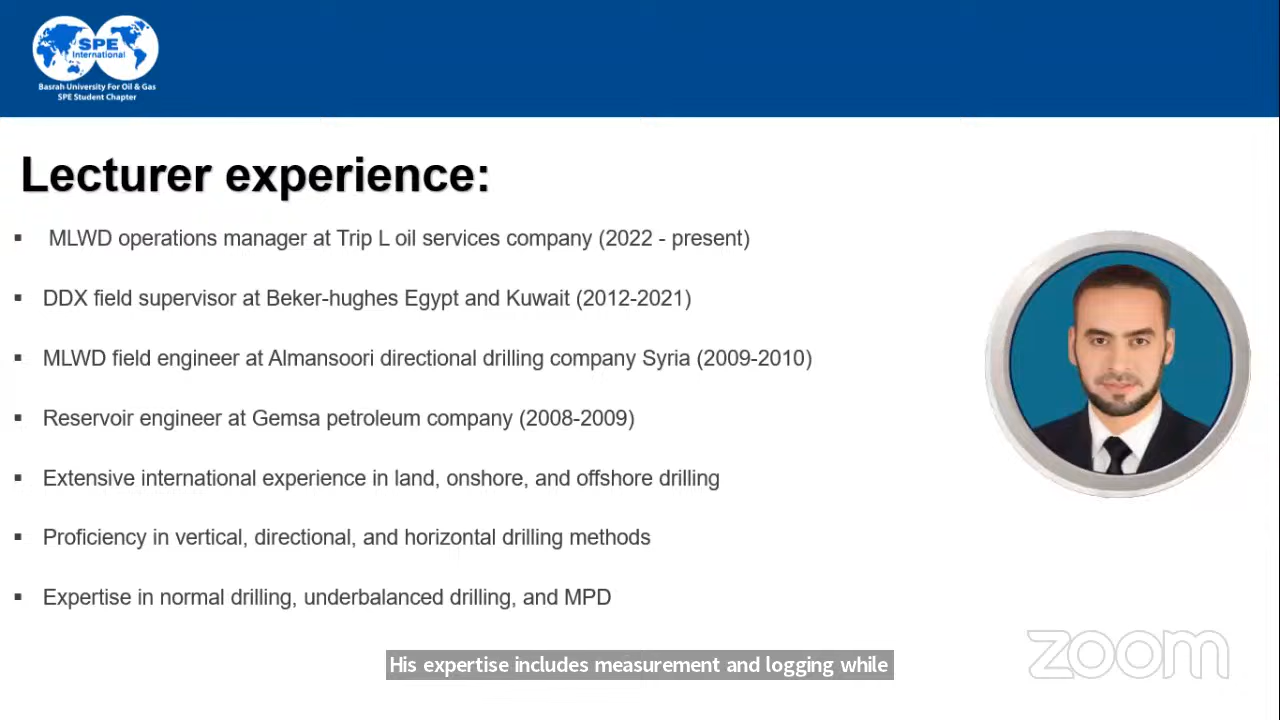 SPE
International
Basrah University For Oil & Gas
SPE Student Chapter
Lecturer experience:
▪ MLWD operations manager at Trip L oil services company (2022 - present)
▪ DDX field supervisor at Beker-hughes Egypt and Kuwait (2012-2021)
▪ MLWD field engineer at Almansoori directional drilling company Syria (2009-2010)
▪ Reservoir engineer at Gemsa petroleum company (2008-2009)
▪ Extensive international experience in land, onshore, and offshore drilling
▪ Proficiency in vertical, directional, and horizontal drilling methods
▪ Expertise in normal drilling, underbalanced drilling, and MPD
His expertise includes measurement and logging while
zoom